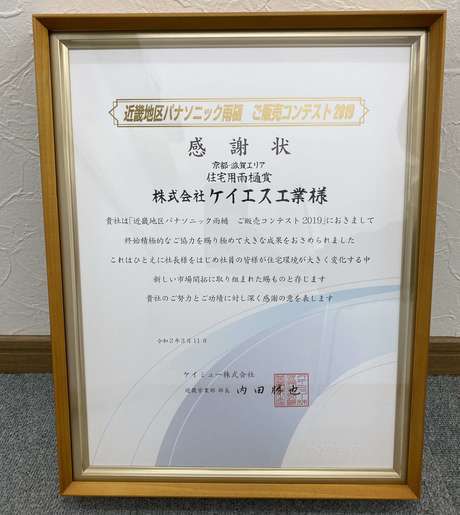 近畿地区パナソニック雨樋　ご販売コンテスト2019
感謝状
京都・滋賀エリア
住宅用雨樋賞
株式会社ケイエス工業様
貴社は「近畿地区パナソニック雨樋　ご販売コンテスト2019」におきまして
終始積極的なご協力を賜り極めて大きな成果をおさめられました
これはひとえに社長様をはじめ社員の皆様が住宅環境が大きく変化する中
新しい市場開拓に取り組まれた賜ものと存じます
貴社のご努力とご功績に対し深く感謝の意を表します
令和2年3月11日
ケイシュー株式会社
近畿営業部 部長　内田勝也